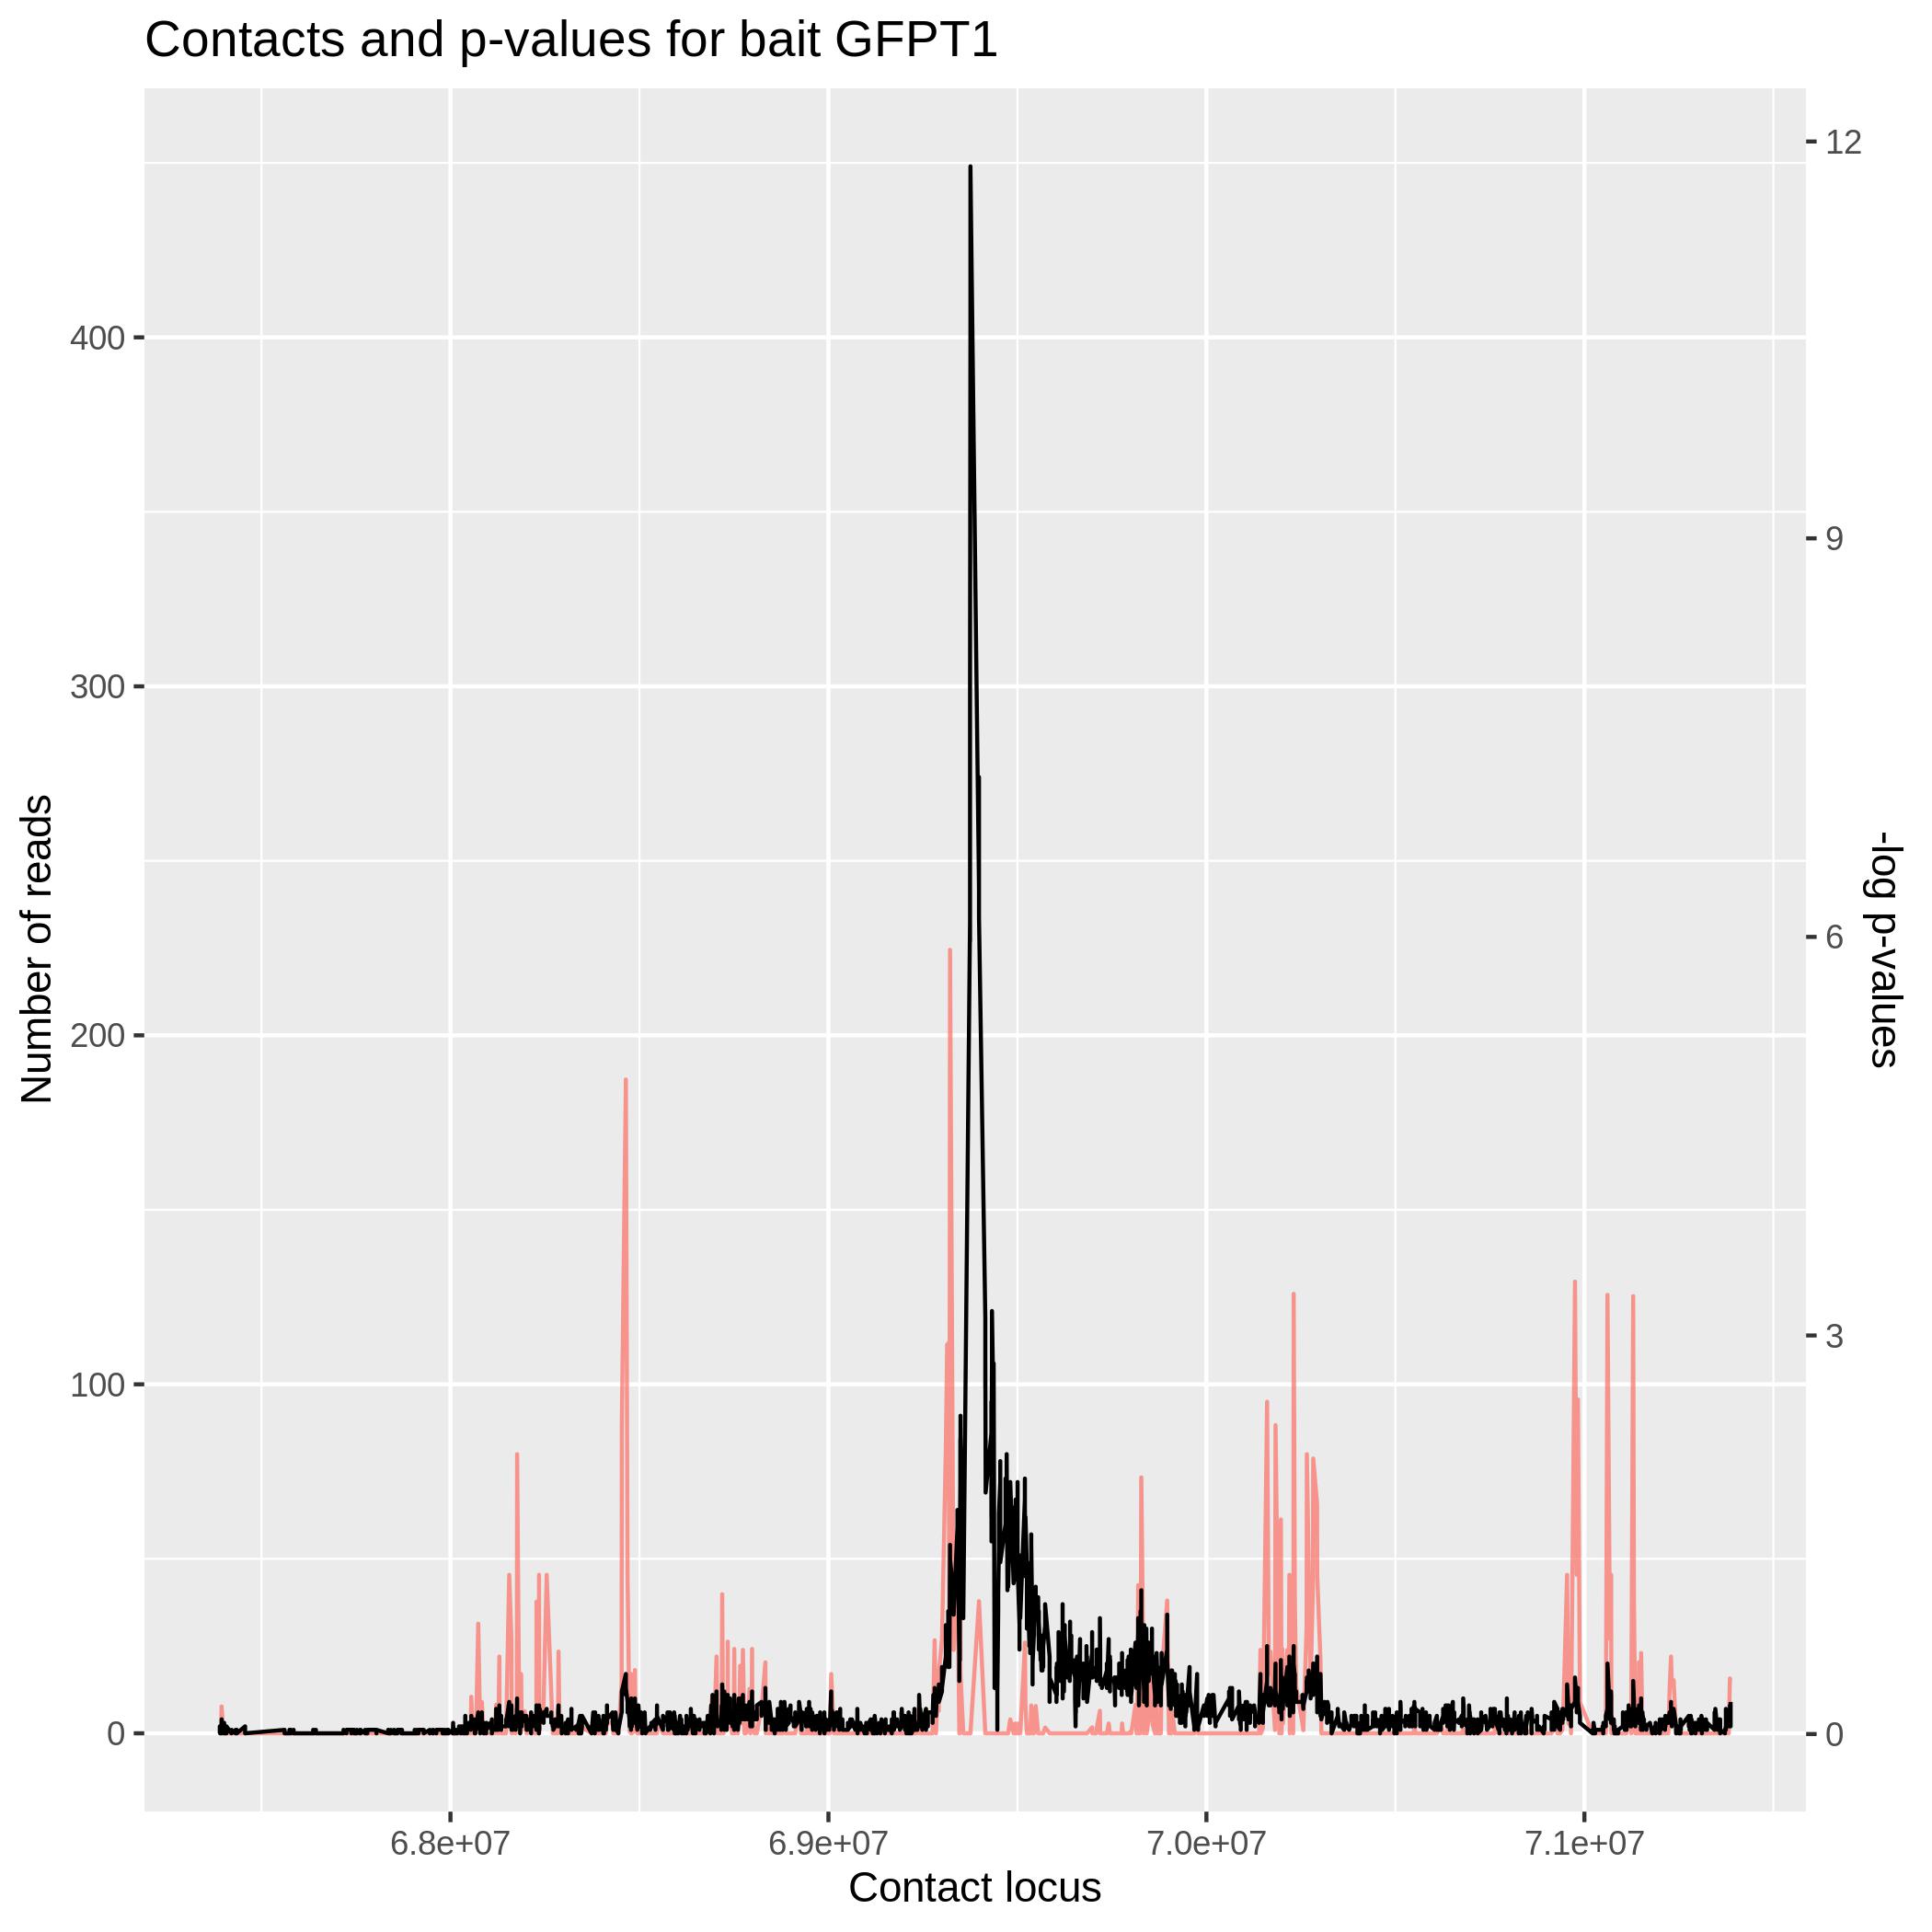 Contacts and p-values for bait GFPT1
Number of reads
400
300
200
100
0
12
9
6
3
0
-log p-values
6.8e+07
6.9e+07
7.0e+07
7.1e+07
Contact locus